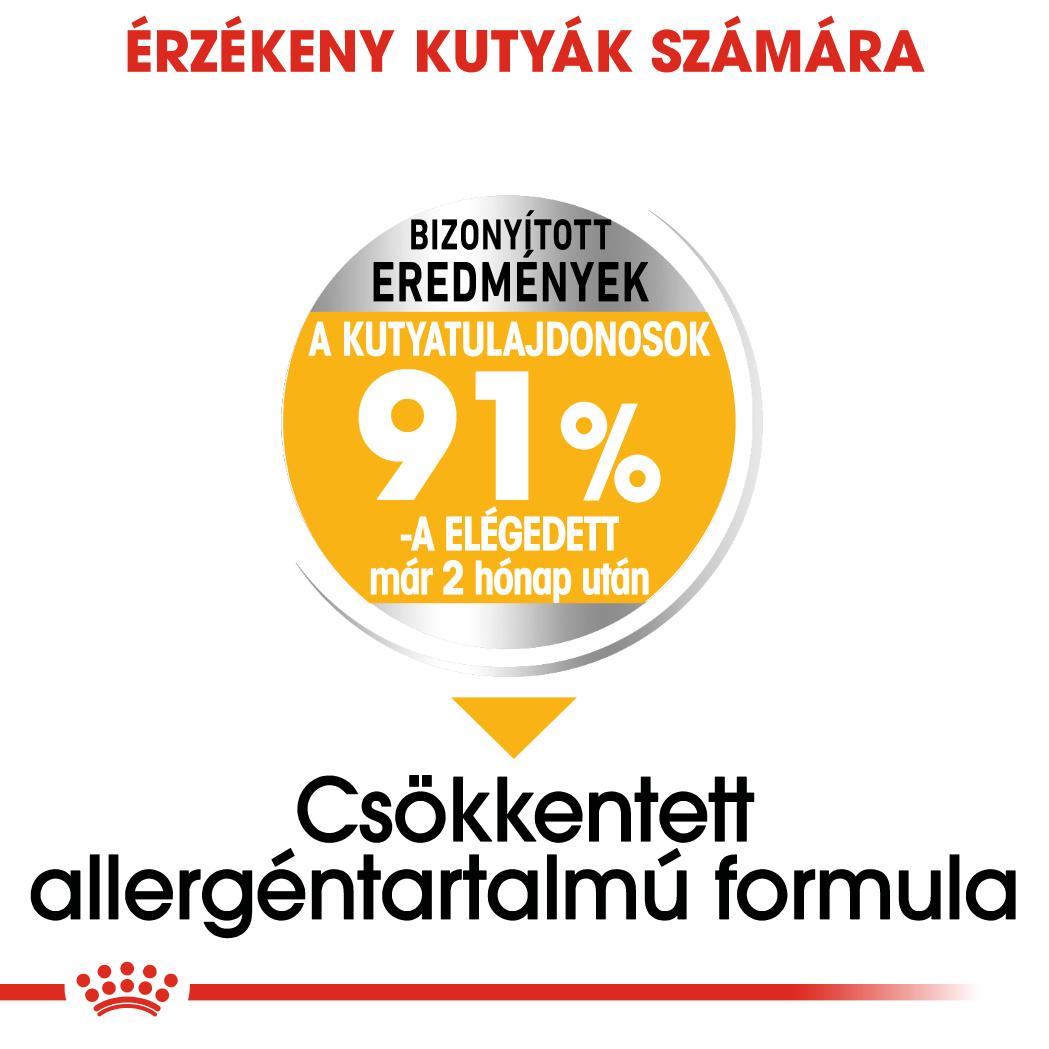 ÉRZÉKENY KUTYÁK SZÁMÁRA
BIZONYÍTOTT
EREDMÉNYEK
A KUTYATULAJDONOSOK
91%
-A ELÉGEDETT
már 2 hónap után
Csökkentett
allergéntartalmú formula